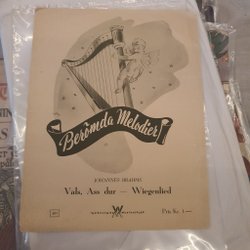 Berömda Melodier
JOHANNES BRAHMS
Vals, Ass dur — Wiegenlied
Pris Kr. 1:—